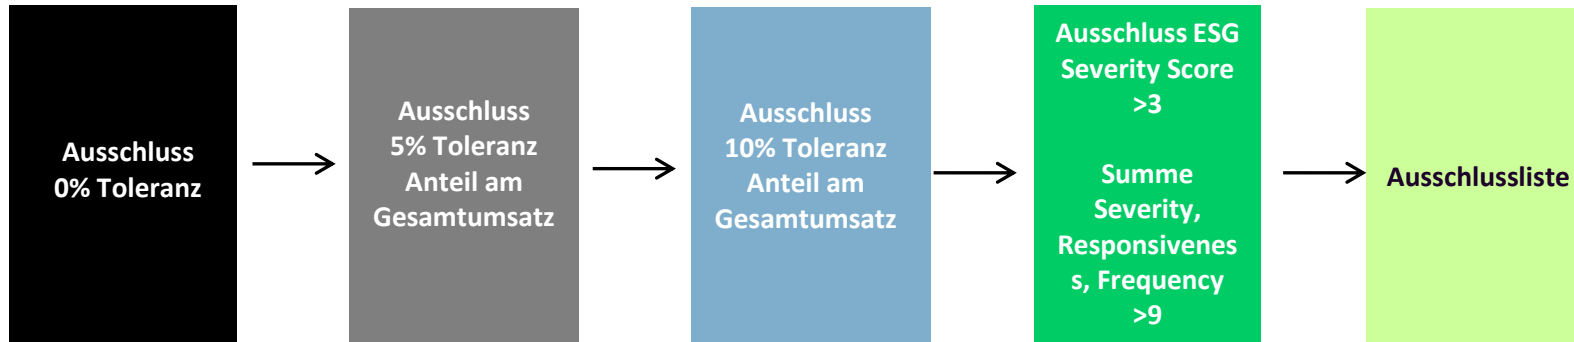 Ausschluss
0% Toleranz
Ausschluss
5% Toleranz
Anteil am
Gesamtumsatz
Ausschluss
10% Toleranz
Anteil am
Gesamtumsatz
Ausschluss ESG
Severity Score
>3
Summe
Severity,
Responsivenes
s, Frequency
>9
Ausschlussliste